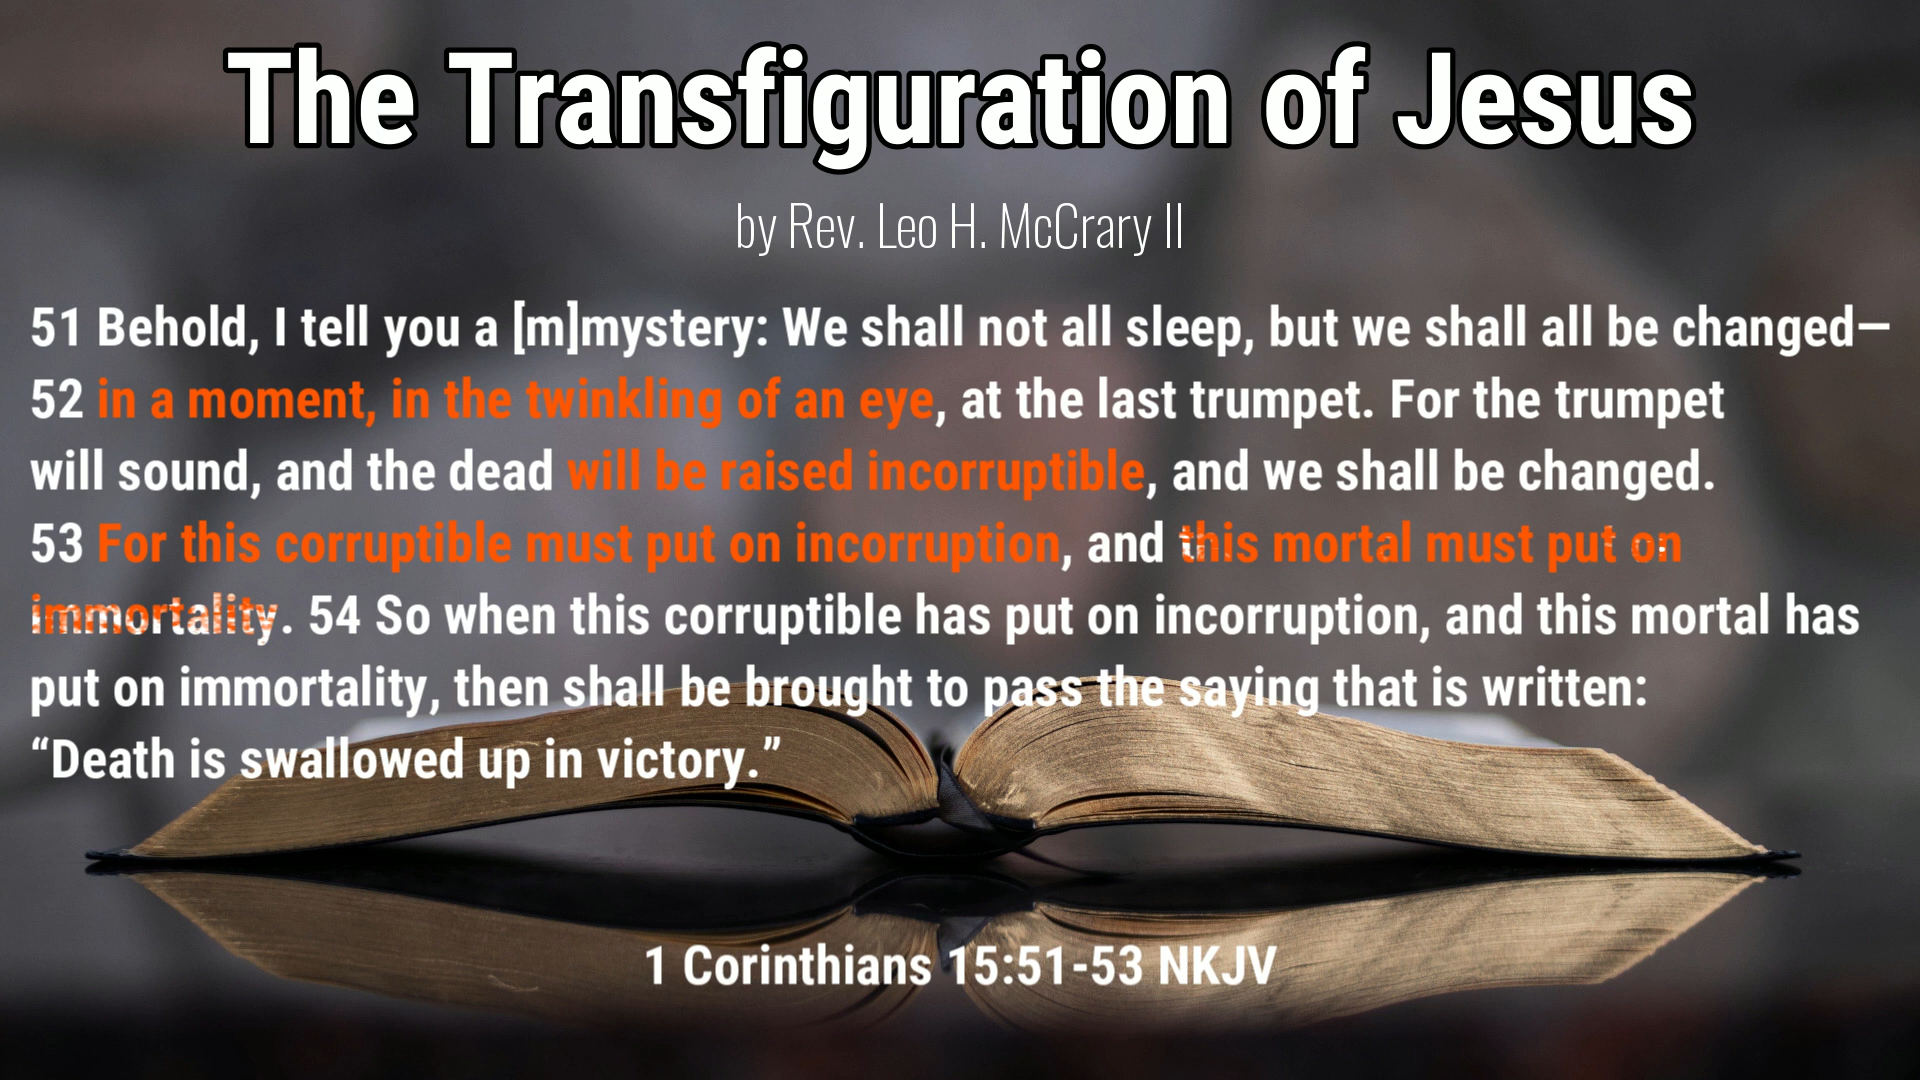 The Transfiguration of Jesus
by Rev. Leo H. McCrary II
51 Behold, I tell you a [m]mystery: We shall not all sleep, but we shall all be changed—
52 in a moment, in the twinkling of an eye, at the last trumpet. For the trumpet
will sound, and the dead will be raised incorruptible, and we shall be changed.
53 For this corruptible must put on incorruption, and this mortal must put on
immortality. 54 So when this corruptible has put on incorruption, and this mortal has
put on immortality, then shall be brought to pass the saying that is written:
“Death is swallowed up in victory.”
1 Corinthians 15:51-53 NKJV